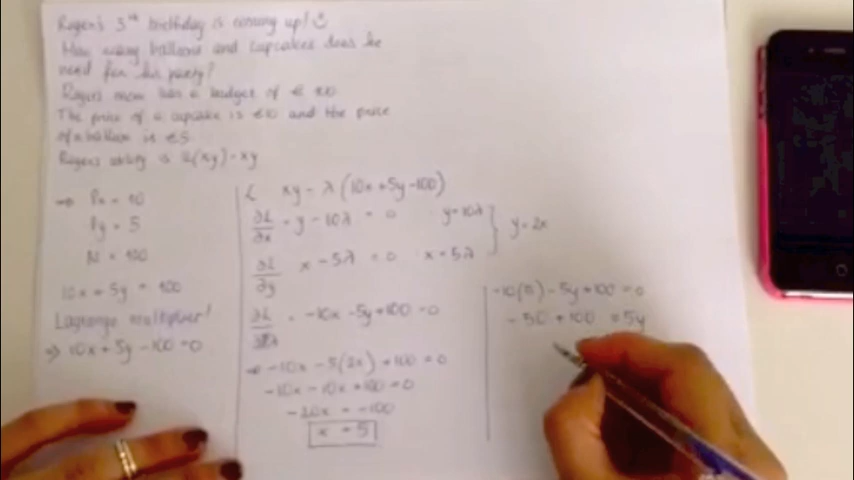 Rogers 3rd birthday is coming up! ☺
How many balloons and cupcakes does he
need for his party?
Rogers mom has a budget of €
The price of a cupcake is €10 and the price
of a balloon is €5
Rogers utility is U(xy)=xy
→ Px = 10
Py = 5
M = 100
10x + 5y = 100
Lagrange multiplier!
⇒ 10x + 5y - 100 = 0
L xy - λ (10x + 5y - 100)
∂L/∂x = y - 10λ = 0 y = 10λ
y = 2x
∂L/∂y x - 5λ = 0 x = 5λ
∂L/∂λ = -10x - 5y + 100 = 0
→ -10x - 5(2x) + 100 = 0
-10x - 10x + 100 = 0
-20x = -100
x = 5
-10(5) - 5y + 100 = 0
-50 + 100 = 5y